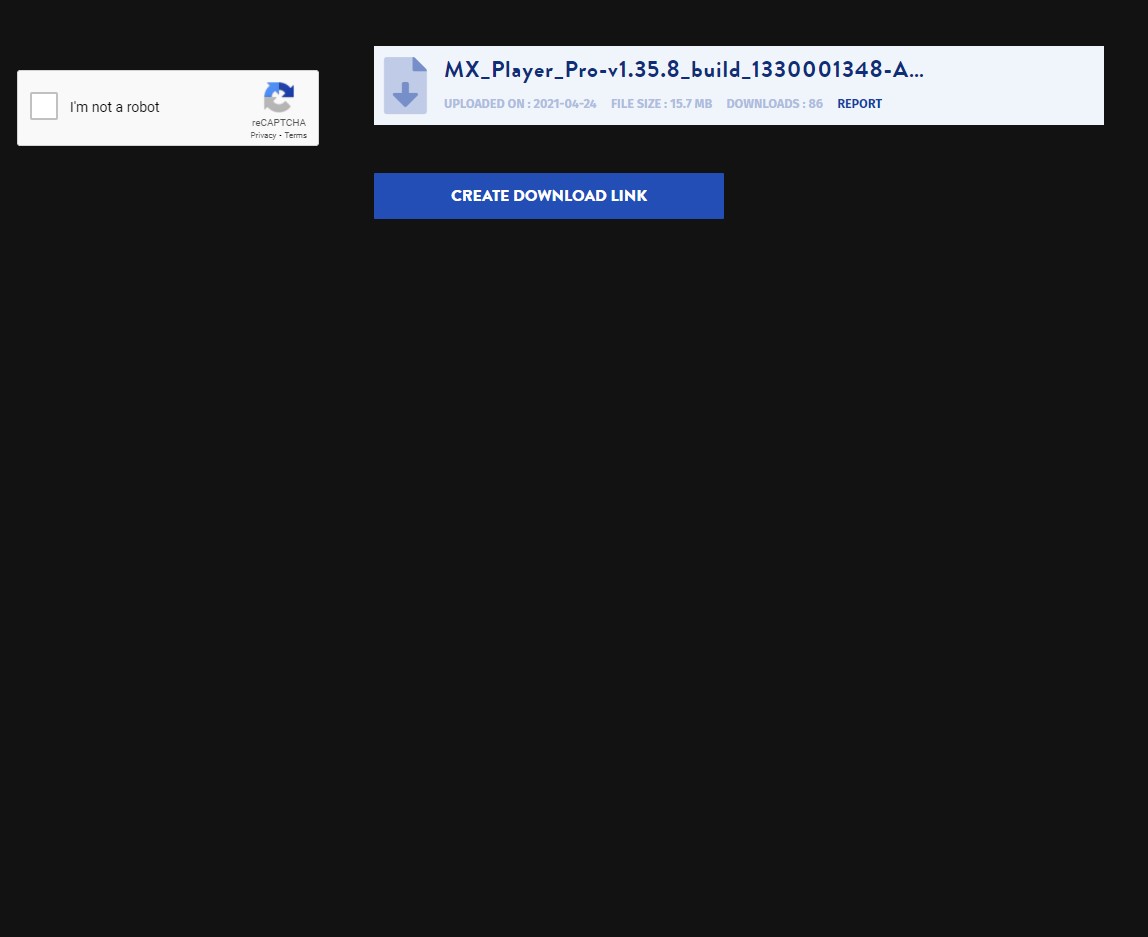 I'm not a robot
reCAPTCHA
Privacy - Terms
MX_Player_Pro-v1.35.8_build_1330001348-A...
UPLOADED ON : 2021-04-24 FILE SIZE : 15.7 MB DOWNLOADS : 86 REPORT
CREATE DOWNLOAD LINK